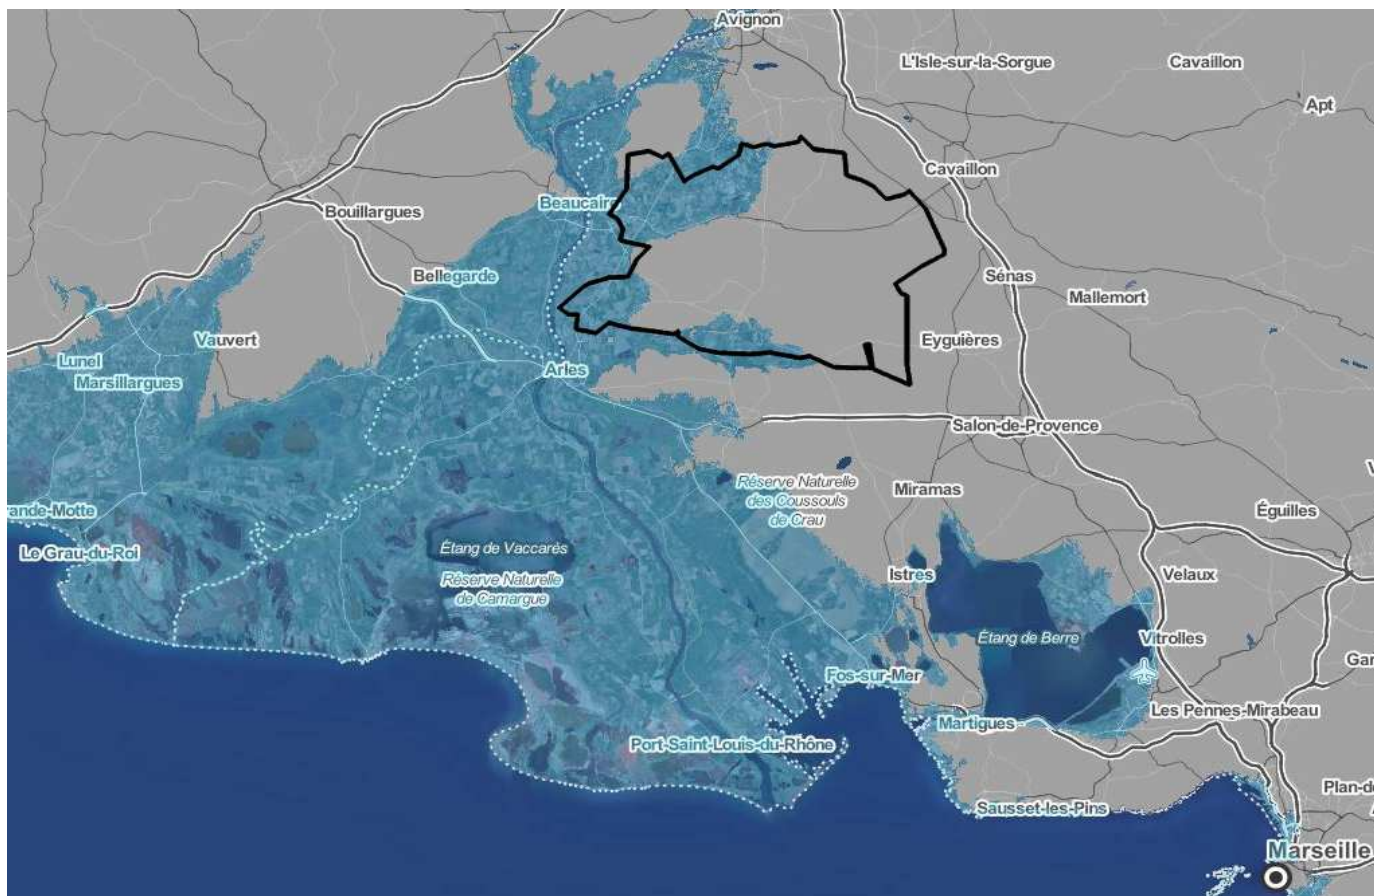 Avignon
L'Isle-sur-la-Sorgue
Cavaillon
Apt
Cavaillon
Beaucaire
Bouillargues
Bellegarde
Sénas
Mallemort
Vauvert
Eyguières
Lunel
Marsillargues
Arles
Salon-de-Provence
Réserve Naturelle
des Coussouls
de Crau
Miramas
Éguilles
rande-Motte
Le Grau-du-Roi
Étang de Vaccarès
Réserve Naturelle
de Camargue
Istres
Velaux
Étang de Berre
Vitrolles
Gar
Fos-sur-Mer
Les Pennes-Mirabeau
Martigues
Port-Saint-Louis-du-Rhône
Plan-du
Sausset-les-Pins
Marseille